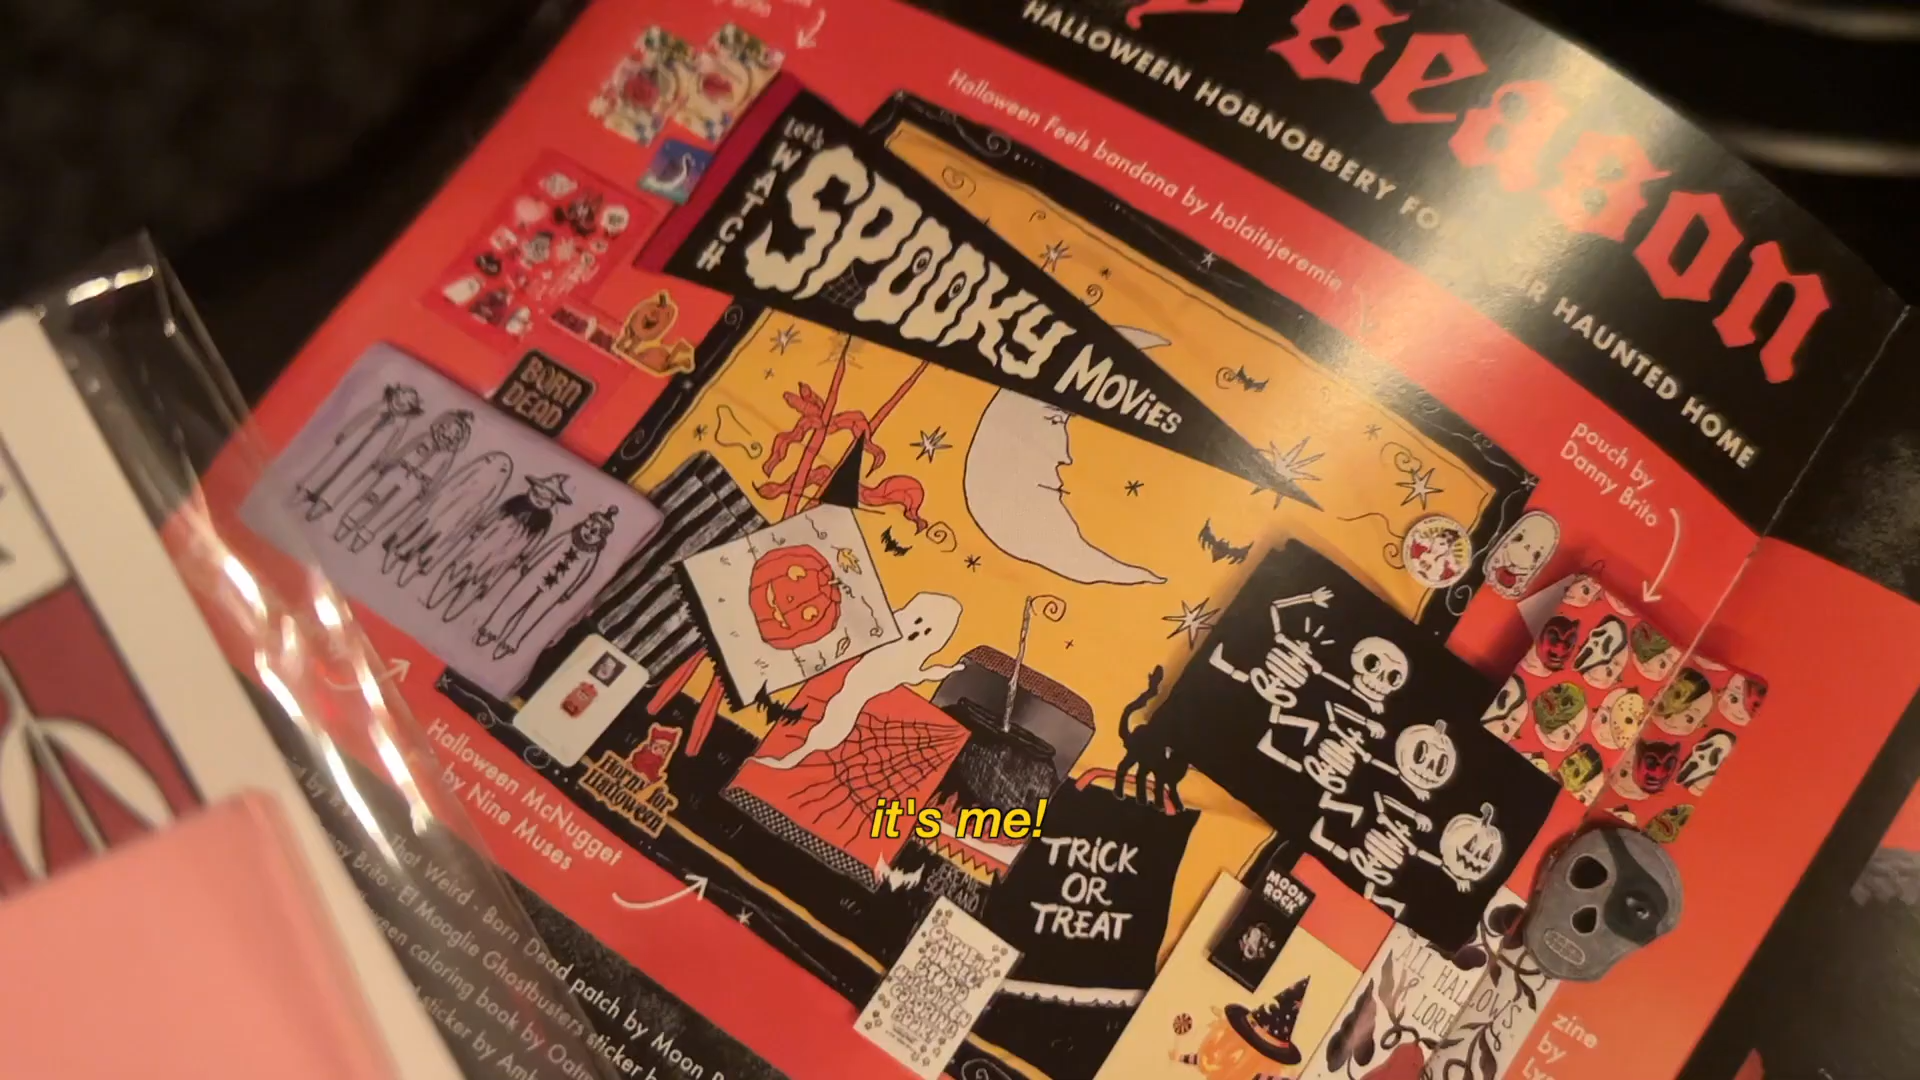 season
HALLOWEEN HOBNOBBERY FO
R HAUNTED HOME
Halloween Feels bandana by holaitsjeremie
Let's
WATCH
SPOOKY
MOVIES
pouch by
Danny Brito
BORN
DEAD
Horny for
Halloween
Halloween McNugget
by Nine Muses
it's me!
TRiCK
OR
TREAT
MOON
ROCK
ALL HALLOWS
LORE
zine
by
That Weird - Born Dead patch by Moon
Brito - El Mooglie Ghostbusters sticker
coloring book by
sticker by